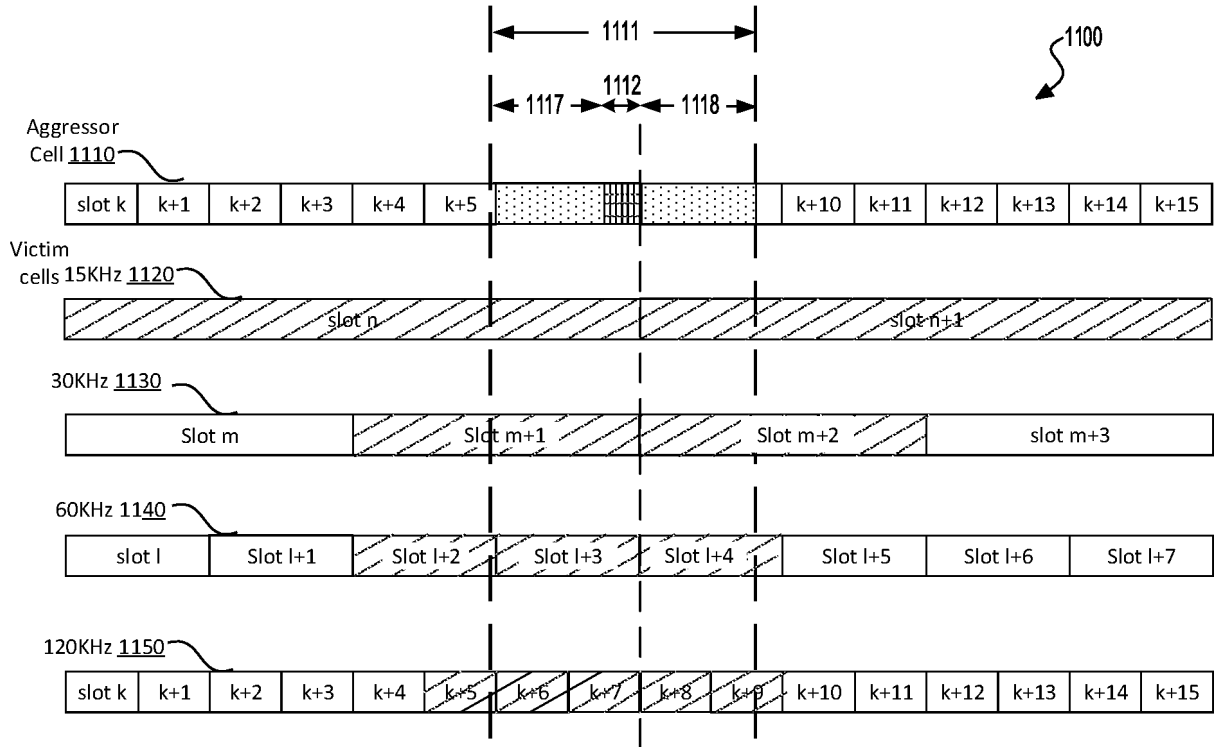 1111
1100
1112
1117
1118
Aggressor
Cell 1110
slot k k+1 k+2 k+3 k+4 k+5 k+10 k+11 k+12 k+13 k+14 k+15
Victim
cells 15KHz 1120
slot n slot n+1
30KHz 1130
Slot m Slot m+1 Slot m+2 slot m+3
60KHz 1140
slot l Slot l+1 Slot l+2 Slot l+3 Slot l+4 Slot l+5 Slot l+6 Slot l+7
120KHz 1150
slot k k+1 k+2 k+3 k+4 k+5 k+6 k+7 k+8 k+9 k+10 k+11 k+12 k+13 k+14 k+15